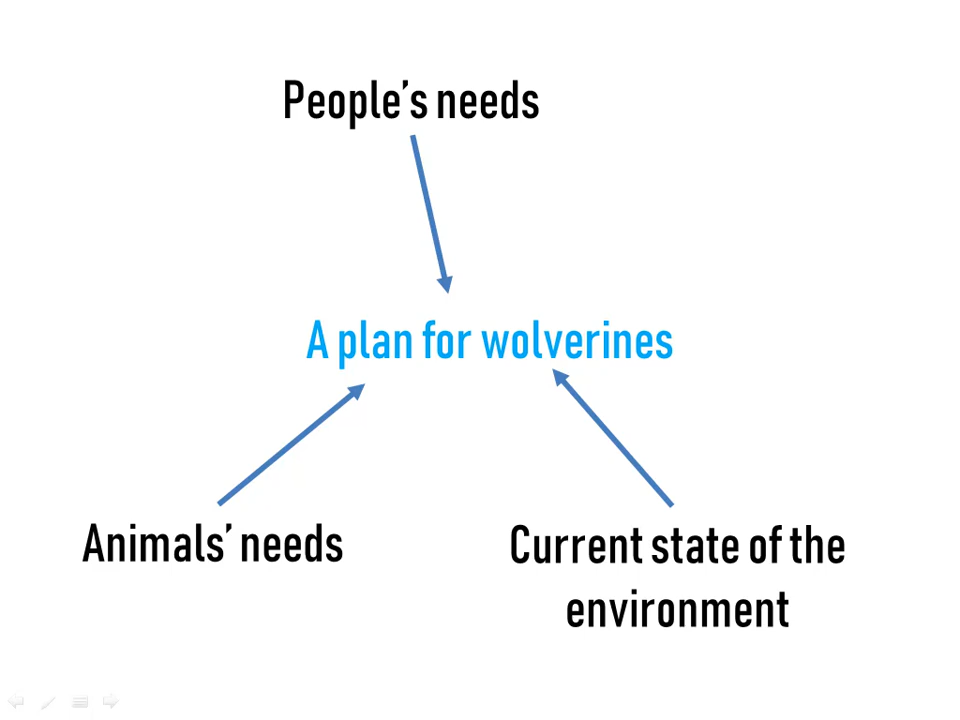 People’s needs
A plan for wolverines
Animals’ needs
Current state of the
environment